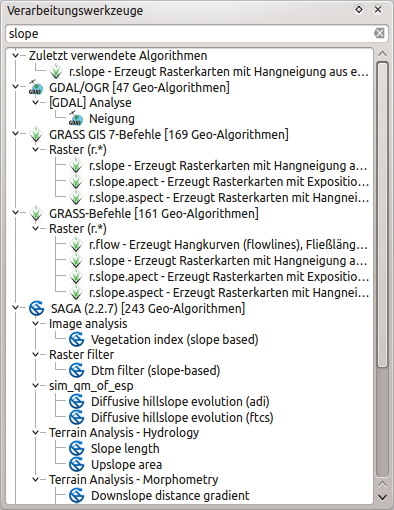 Verarbeitungswerkzeuge
slope
Zuletzt verwendete Algorithmen
r.slope - Erzeugt Rasterkarten mit Hangneigung aus e...
GDAL/OGR [47 Geo-Algorithmen]
[GDAL] Analyse
Neigung
GRASS GIS 7-Befehle [169 Geo-Algorithmen]
Raster (r.*)
r.slope - Erzeugt Rasterkarten mit Hangneigung a...
r.slope.apect - Erzeugt Rasterkarten mit Expositio...
r.slope.aspect - Erzeugt Rasterkarten mit Hangnei...
GRASS-Befehle [161 Geo-Algorithmen]
Raster (r.*)
r.flow - Erzeugt Hangkurven (flowlines), Fließläng...
r.slope - Erzeugt Rasterkarten mit Hangneigung a...
r.slope.apect - Erzeugt Rasterkarten mit Expositio...
r.slope.aspect - Erzeugt Rasterkarten mit Hangnei...
SAGA (2.2.7) [243 Geo-Algorithmen]
Image analysis
Vegetation index (slope based)
Raster filter
Dtm filter (slope-based)
sim_qm_of_esp
Diffusive hillslope evolution (adi)
Diffusive hillslope evolution (ftcs)
Terrain Analysis - Hydrology
Slope length
Upslope area
Terrain Analysis - Morphometry
Downslope distance gradient